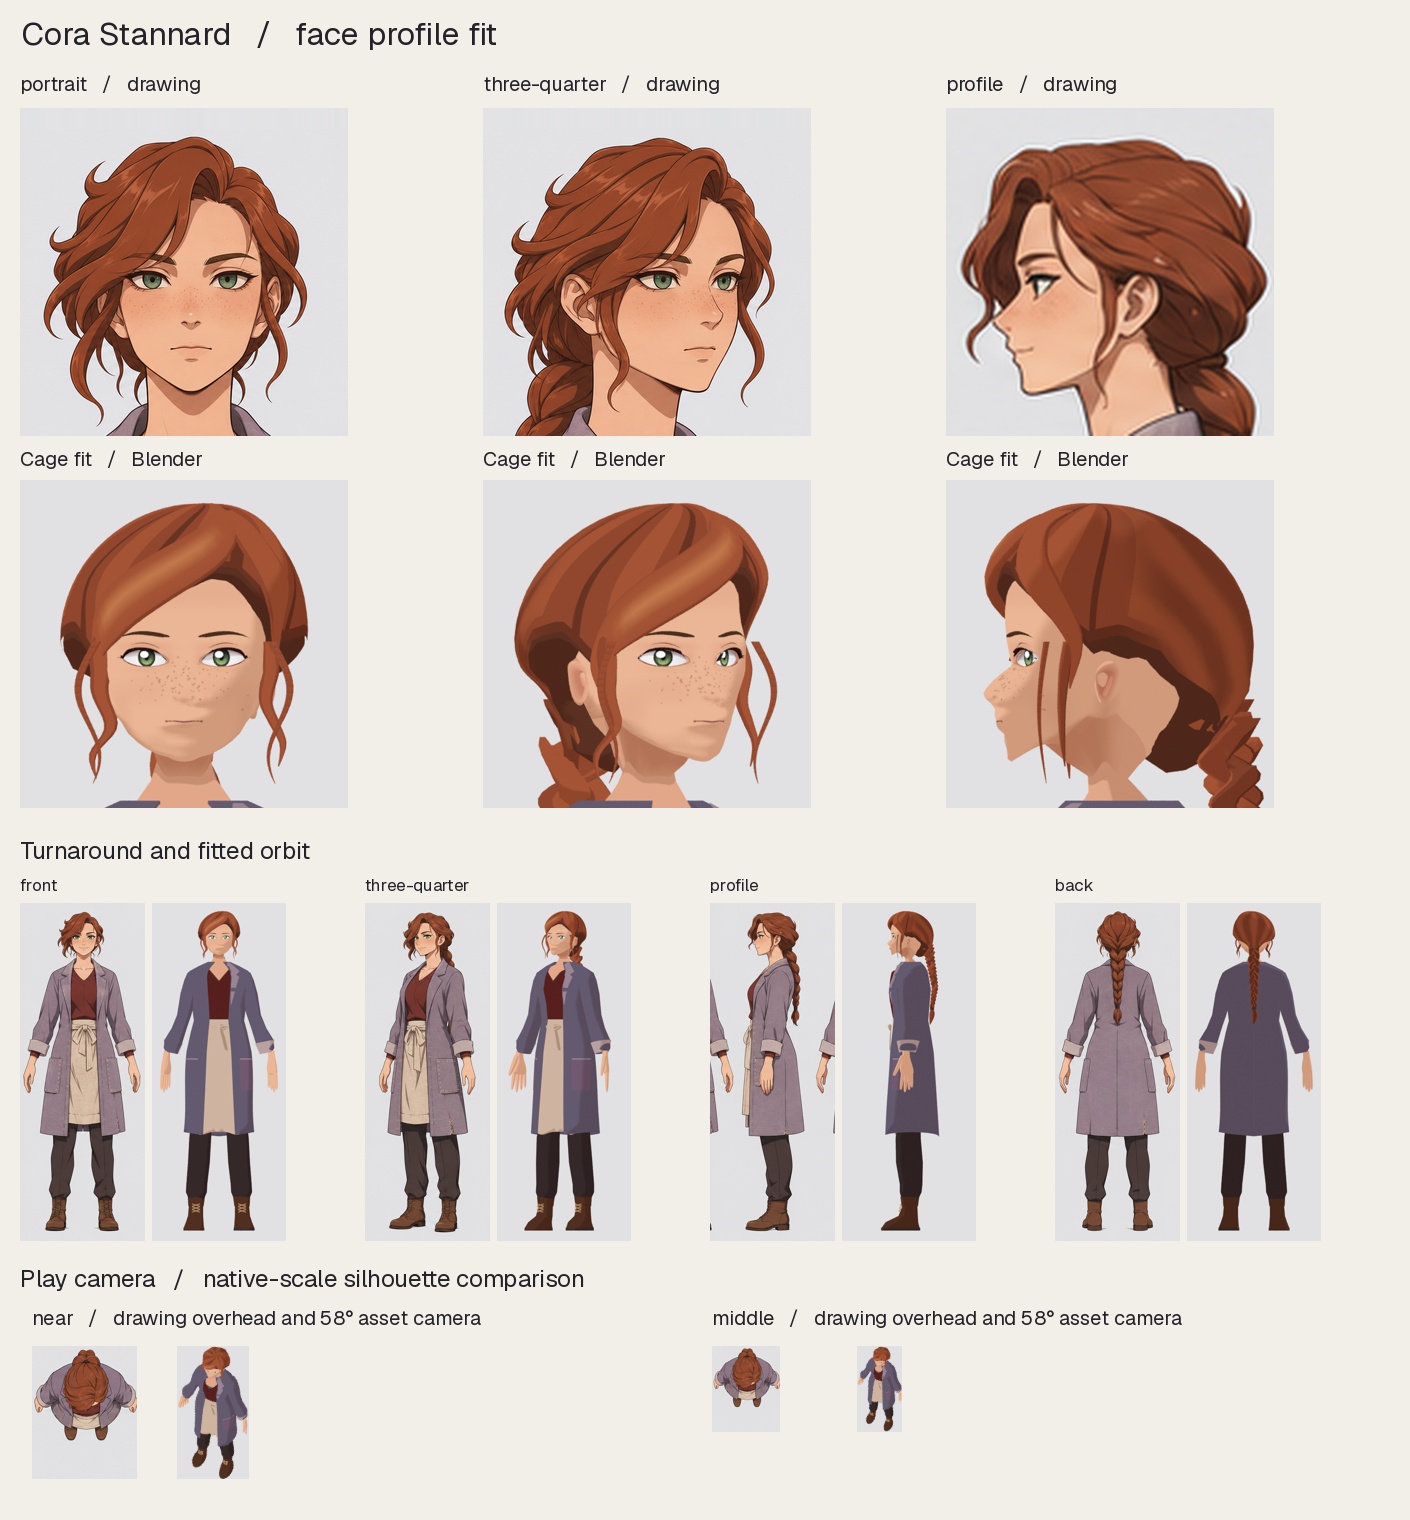 Cora Stannard / face profile fit
portrait / drawing
three-quarter / drawing
profile / drawing
Cage fit / Blender
Cage fit / Blender
Cage fit / Blender
Turnaround and fitted orbit
front
three-quarter
profile
back
Play camera / native-scale silhouette comparison
near / drawing overhead and 58° asset camera
middle / drawing overhead and 58° asset camera